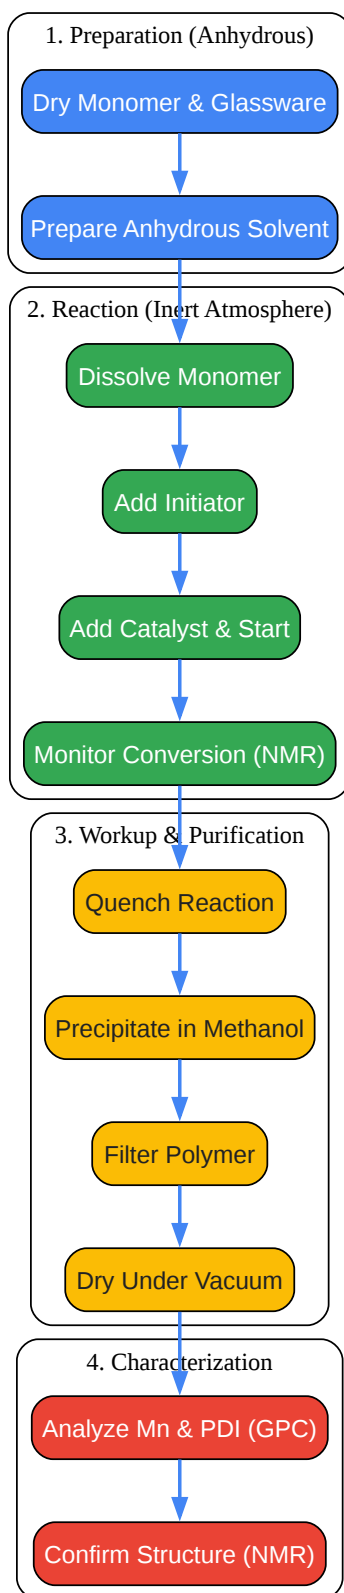 1. Preparation (Anhydrous)
Dry Monomer & Glassware
Prepare Anhydrous Solvent
2. Reaction (Inert Atmosphere)
Dissolve Monomer
Add Initiator
Add Catalyst & Start
Monitor Conversion (NMR)
3. Workup & Purification
Quench Reaction
Precipitate in Methanol
Filter Polymer
Dry Under Vacuum
4. Characterization
Analyze Mn & PDI (GPC)
Confirm Structure (NMR)